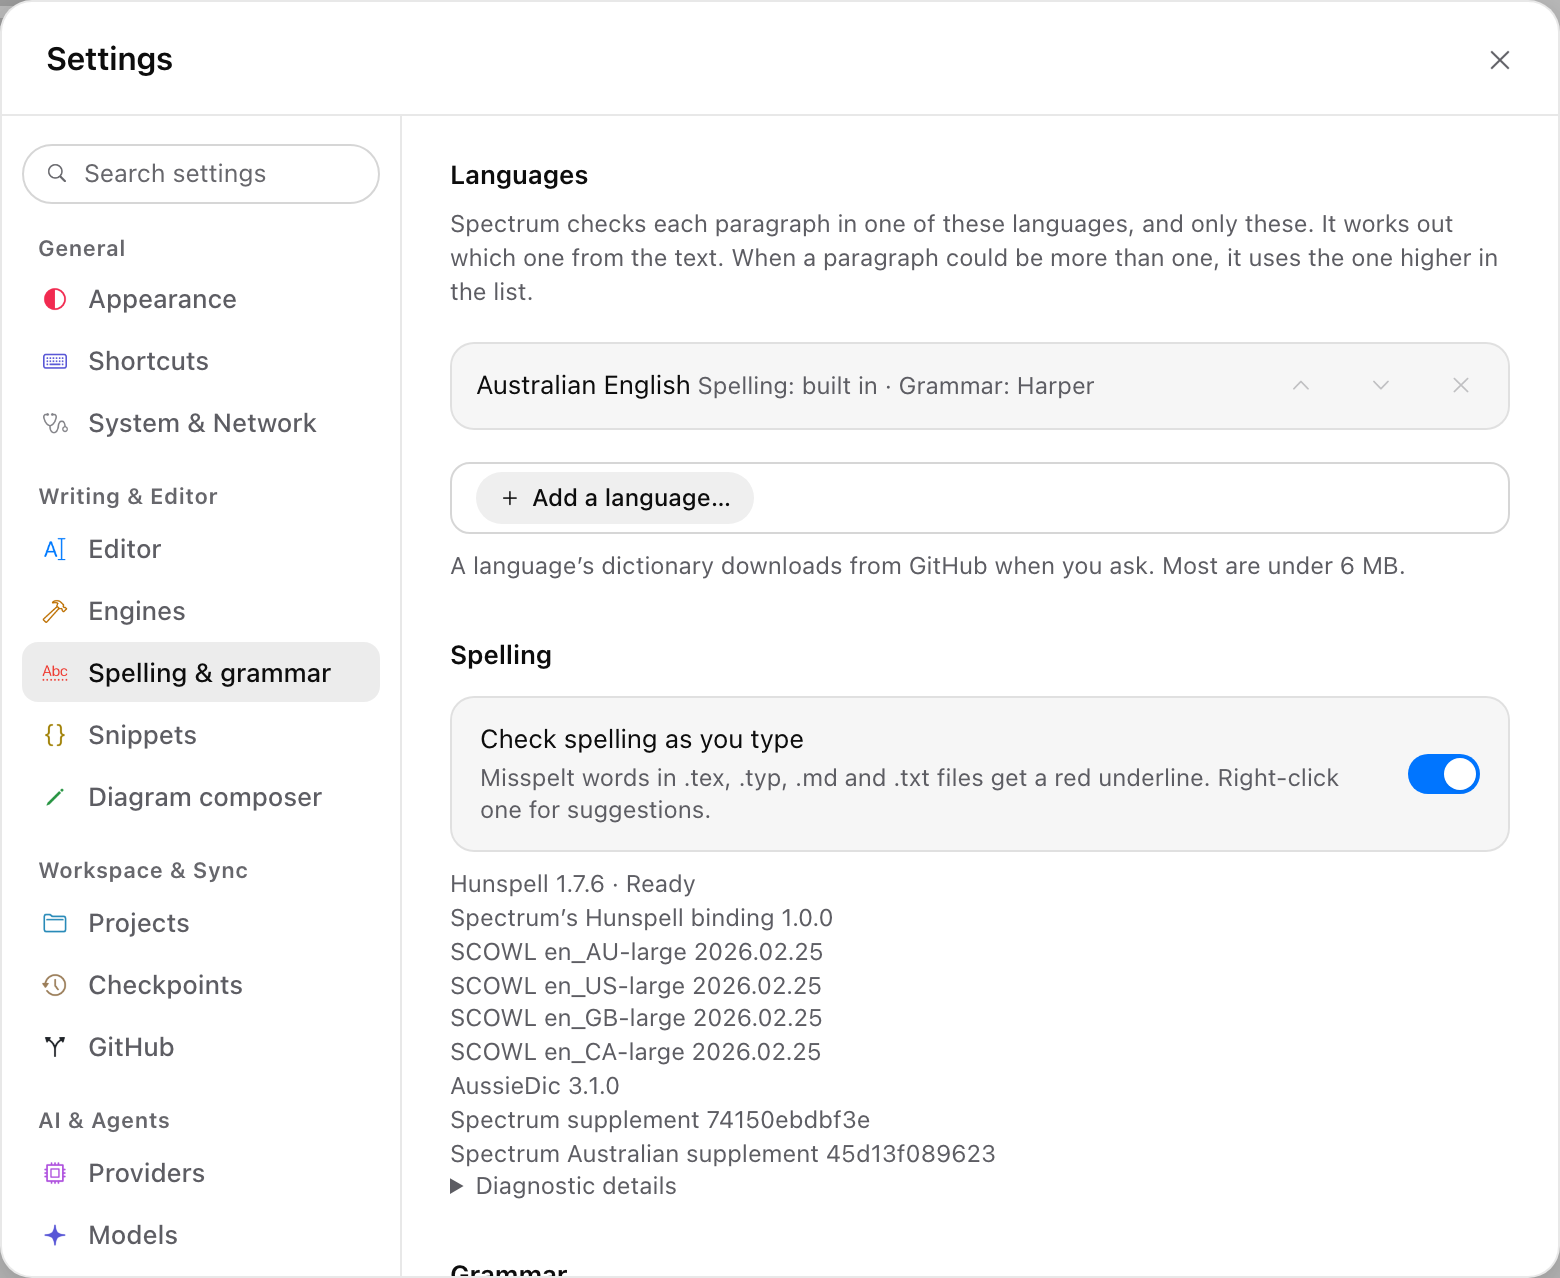 Settings
Search settings
General
Appearance
Shortcuts
System & Network
Writing & Editor
AI Editor
Engines
Abc Spelling & grammar
{} Snippets
Diagram composer
Workspace & Sync
Projects
Checkpoints
GitHub
AI & Agents
Providers
Models
Languages
Spectrum checks each paragraph in one of these languages, and only these. It works out
which one from the text. When a paragraph could be more than one, it uses the one higher in
the list.
Australian English Spelling: built in · Grammar: Harper
+ Add a language...
A language’s dictionary downloads from GitHub when you ask. Most are under 6 MB.
Spelling
Check spelling as you type
Misspelt words in .tex, .typ, .md and .txt files get a red underline. Right-click
one for suggestions.
Hunspell 1.7.6 · Ready
Spectrum’s Hunspell binding 1.0.0
SCOWL en_AU-large 2026.02.25
SCOWL en_US-large 2026.02.25
SCOWL en_GB-large 2026.02.25
SCOWL en_CA-large 2026.02.25
AussieDic 3.1.0
Spectrum supplement 74150ebdbf3e
Spectrum Australian supplement 45d13f089623
Diagnostic details
Grammar